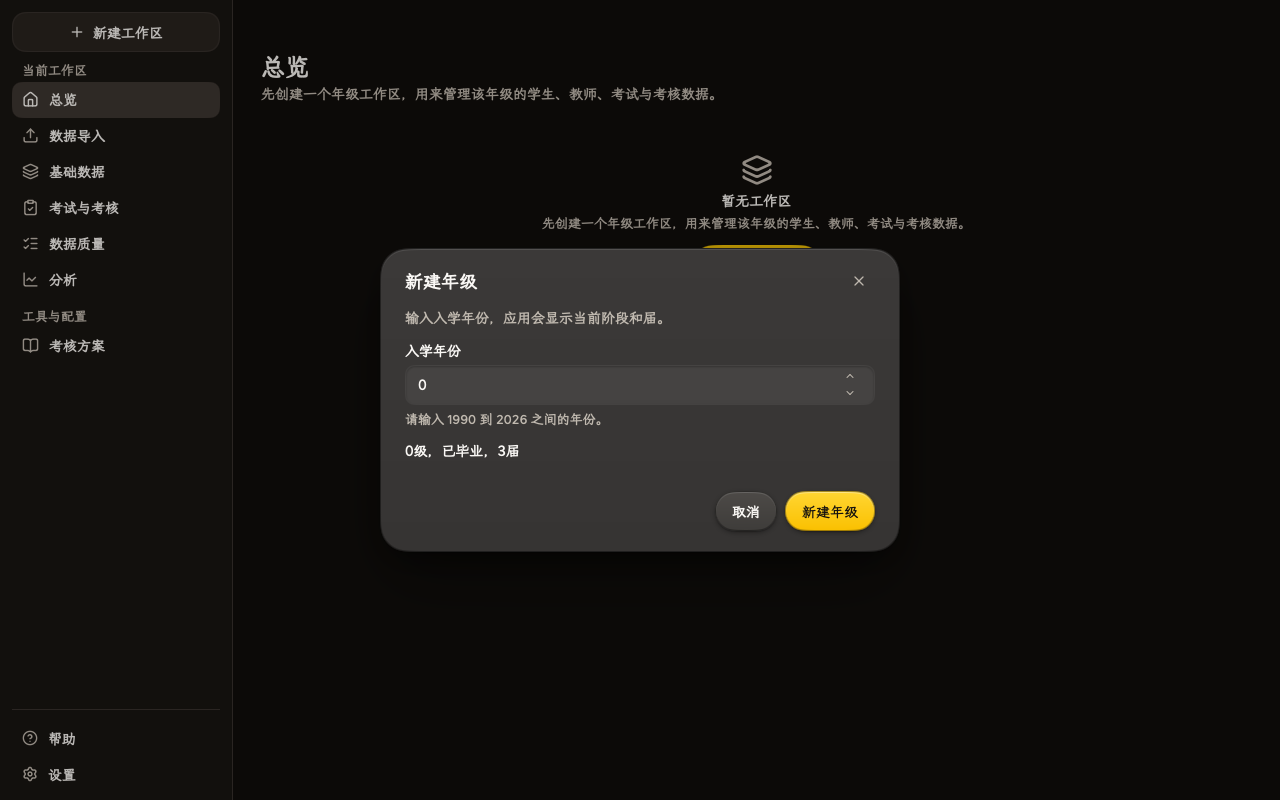 新建工作区
当前工作区
总览
数据导入
基础数据
考试与考核
数据质量
分析
工具与配置
考核方案
帮助
设置
总览
先创建一个年级工作区，用来管理该年级的学生、教师、考试与考核数据。
暂无工作区
先创建一个年级工作区，用来管理该年级的学生、教师、考试与考核数据。
新建年级
输入入学年份，应用会显示当前阶段和届。
入学年份
0
请输入 1990 到 2026 之间的年份。
0级，已毕业，3届
取消
新建年级